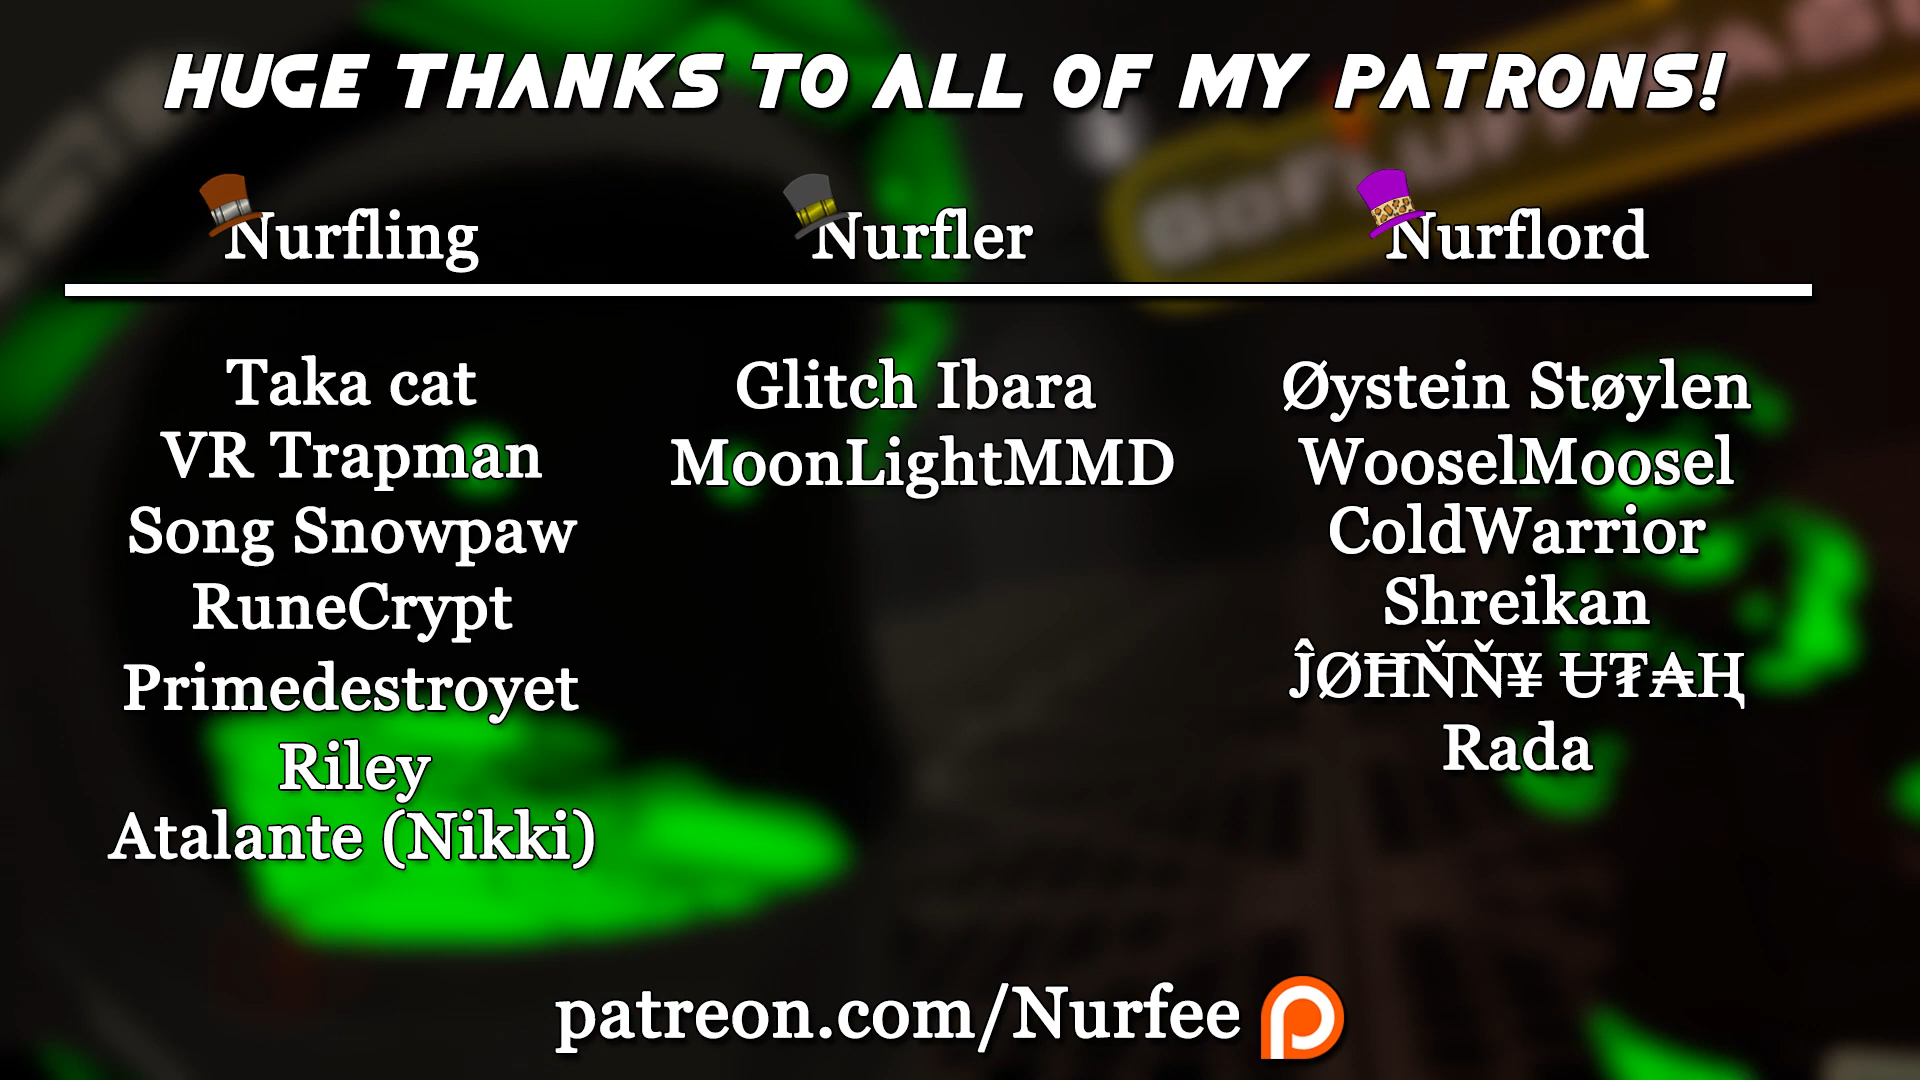 HUGE THANKS TO ALL OF MY PATRONS!
Nurfling
Nurfler
Nurflord
Taka cat
VR Trapman
Song Snowpaw
RuneCrypt
Primedestroyet
Riley
Atalante (Nikki)
Glitch Ibara
MoonLightMMD
Øystein Støylen
WooselMoosel
ColdWarrior
Shreikan
ĴØĦŇŇ¥ ɄŦ₳Ⱨ
Rada
patreon.com/Nurfee